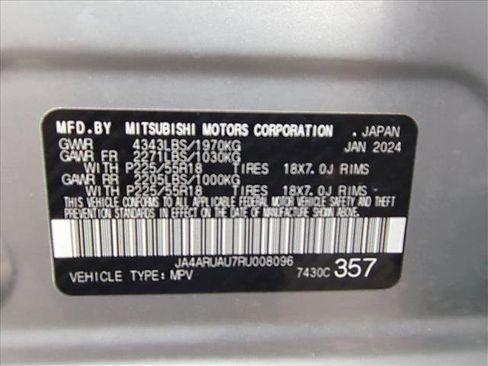 MFD.BY MITSUBISHI MOTORS CORPORATION , JAPAN
GVWR 4343LBS/1970KG JAN 2024
GAWR FR 2271LBS/1030KG
WITH P225/55R18 TIRES 18X7.0J RIMS
GAWR RR 2205LBS/1000KG
WITH P225/55R18 TIRES 18X7.0J RIMS
THIS VEHICLE CONFORMS TO ALL APPLICABLE FEDERAL
MOTOR VEHICLE SAFETY AND THEFT PREVENTION
STANDARDS IN EFFECT ON THE DATE OF MANUFACTURE SHOWN ABOVE.
JA4ARUAU7RU008096
VEHICLE TYPE: MPV 7430C 357